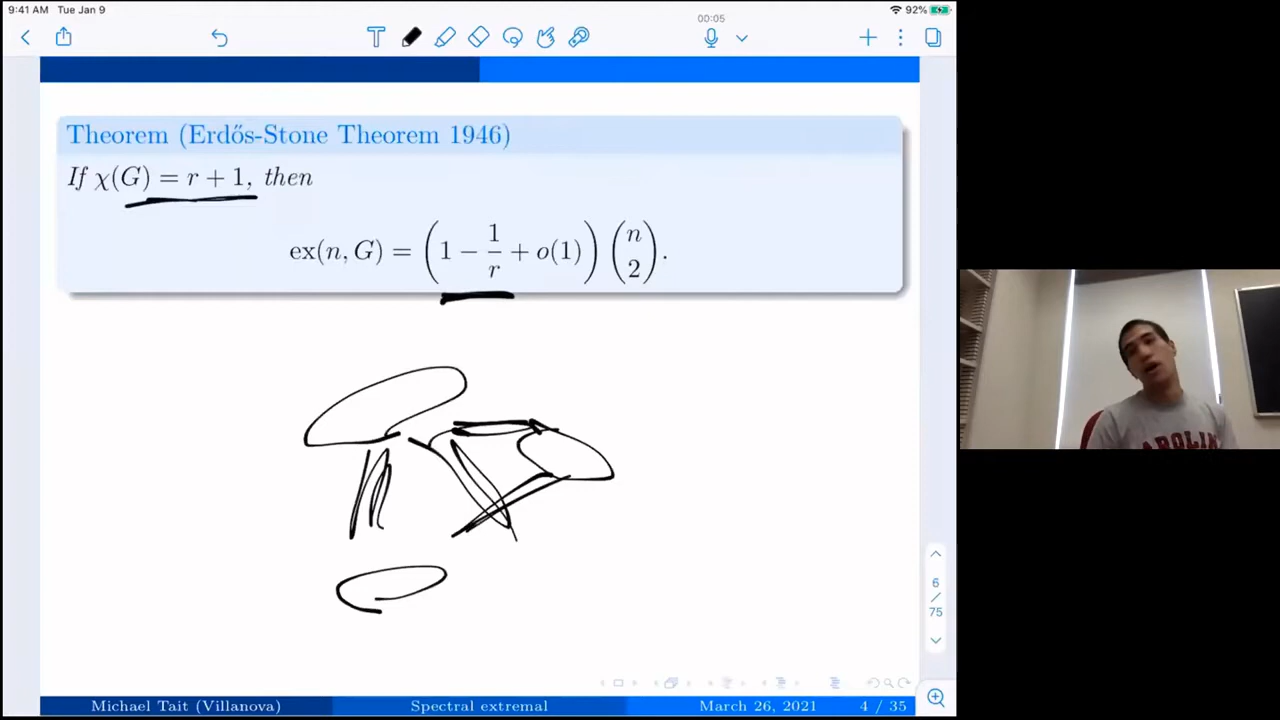 9:41 AM Tue Jan 9
92%
00:05
Theorem (Erdős-Stone Theorem 1946)
If χ(G) = r + 1, then
ex(n, G) = (1 − 1/r + o(1)) (n 2).
6
/
75
Michael Tait (Villanova) Spectral extremal March 26, 2021 4 / 35
CAROLIN